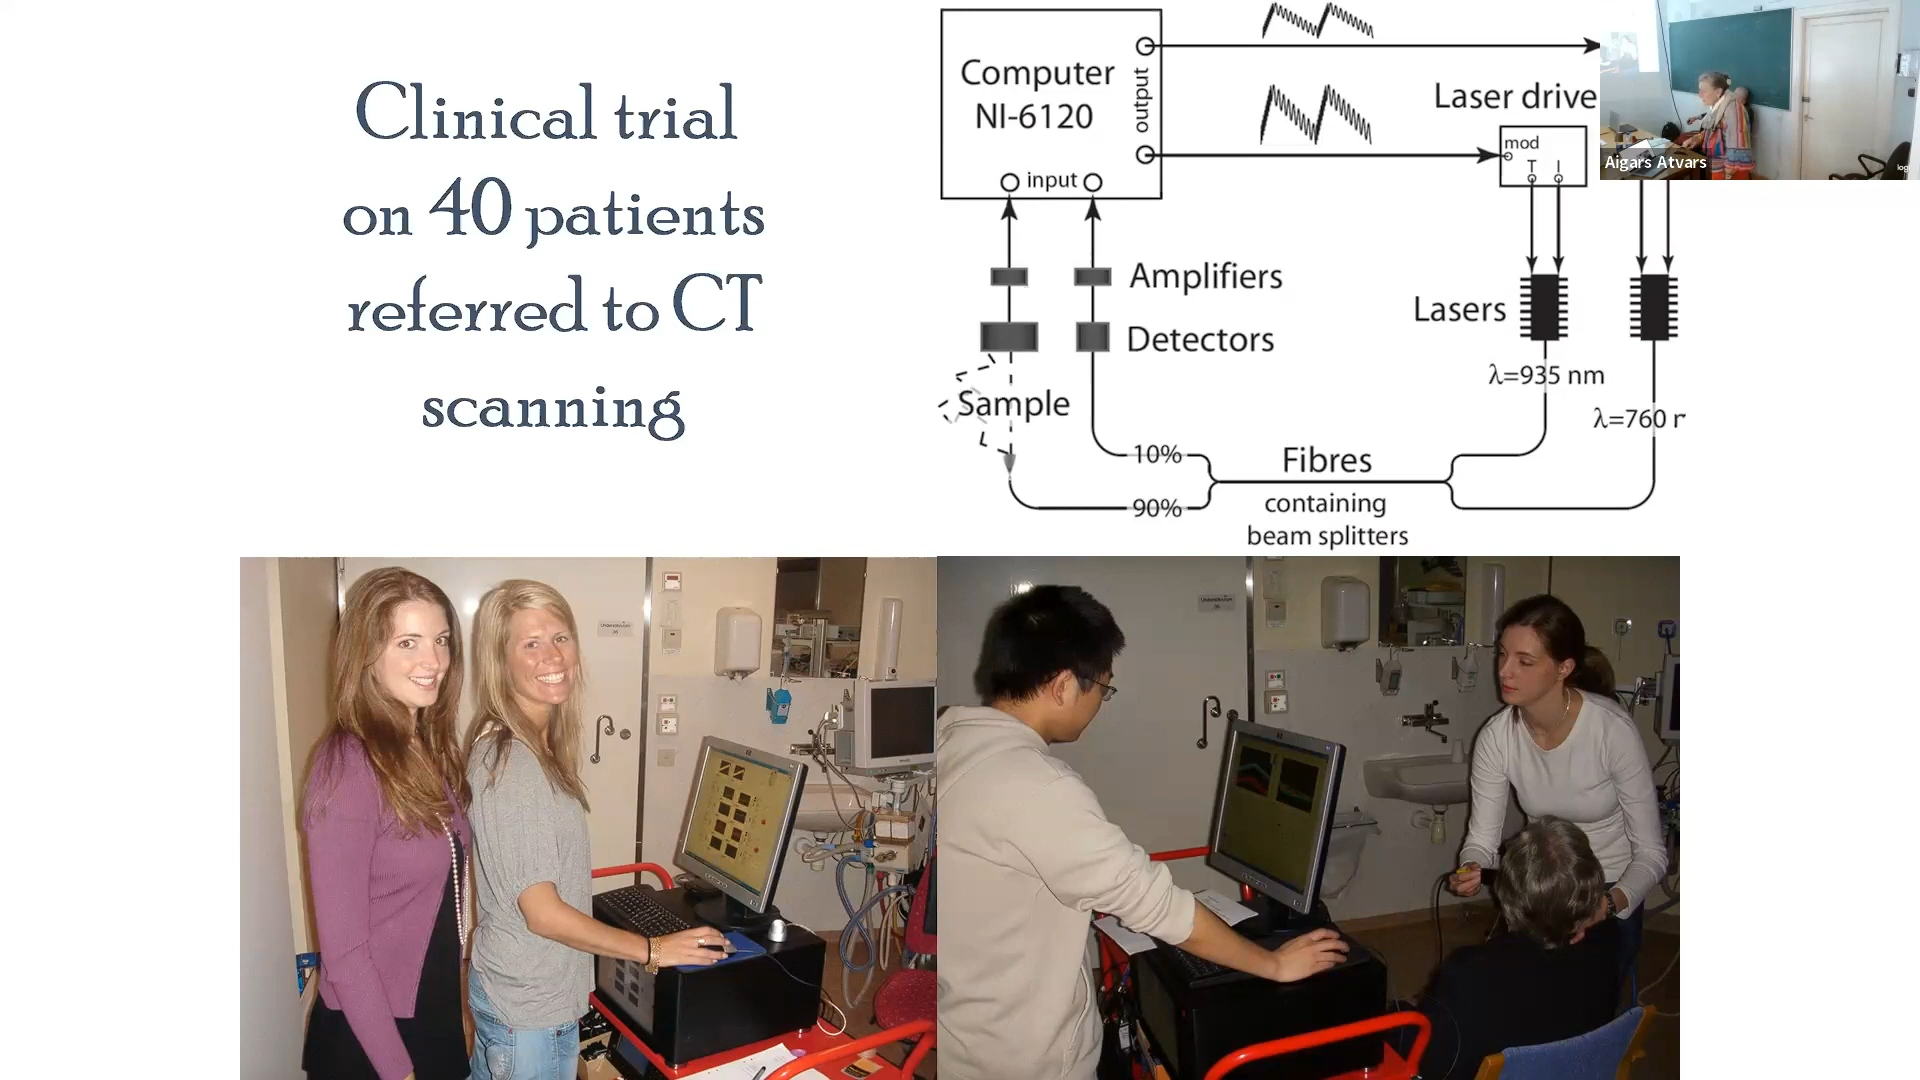 Clinical trial
on 40 patients
referred to CT
scanning
Computer
NI-6120
output
input
Laser drive
mod
T I
Aigars Atvars
Amplifiers
Detectors
Lasers
λ=935 nm
λ=760
Sample
10%
90%
Fibres
containing
beam splitters